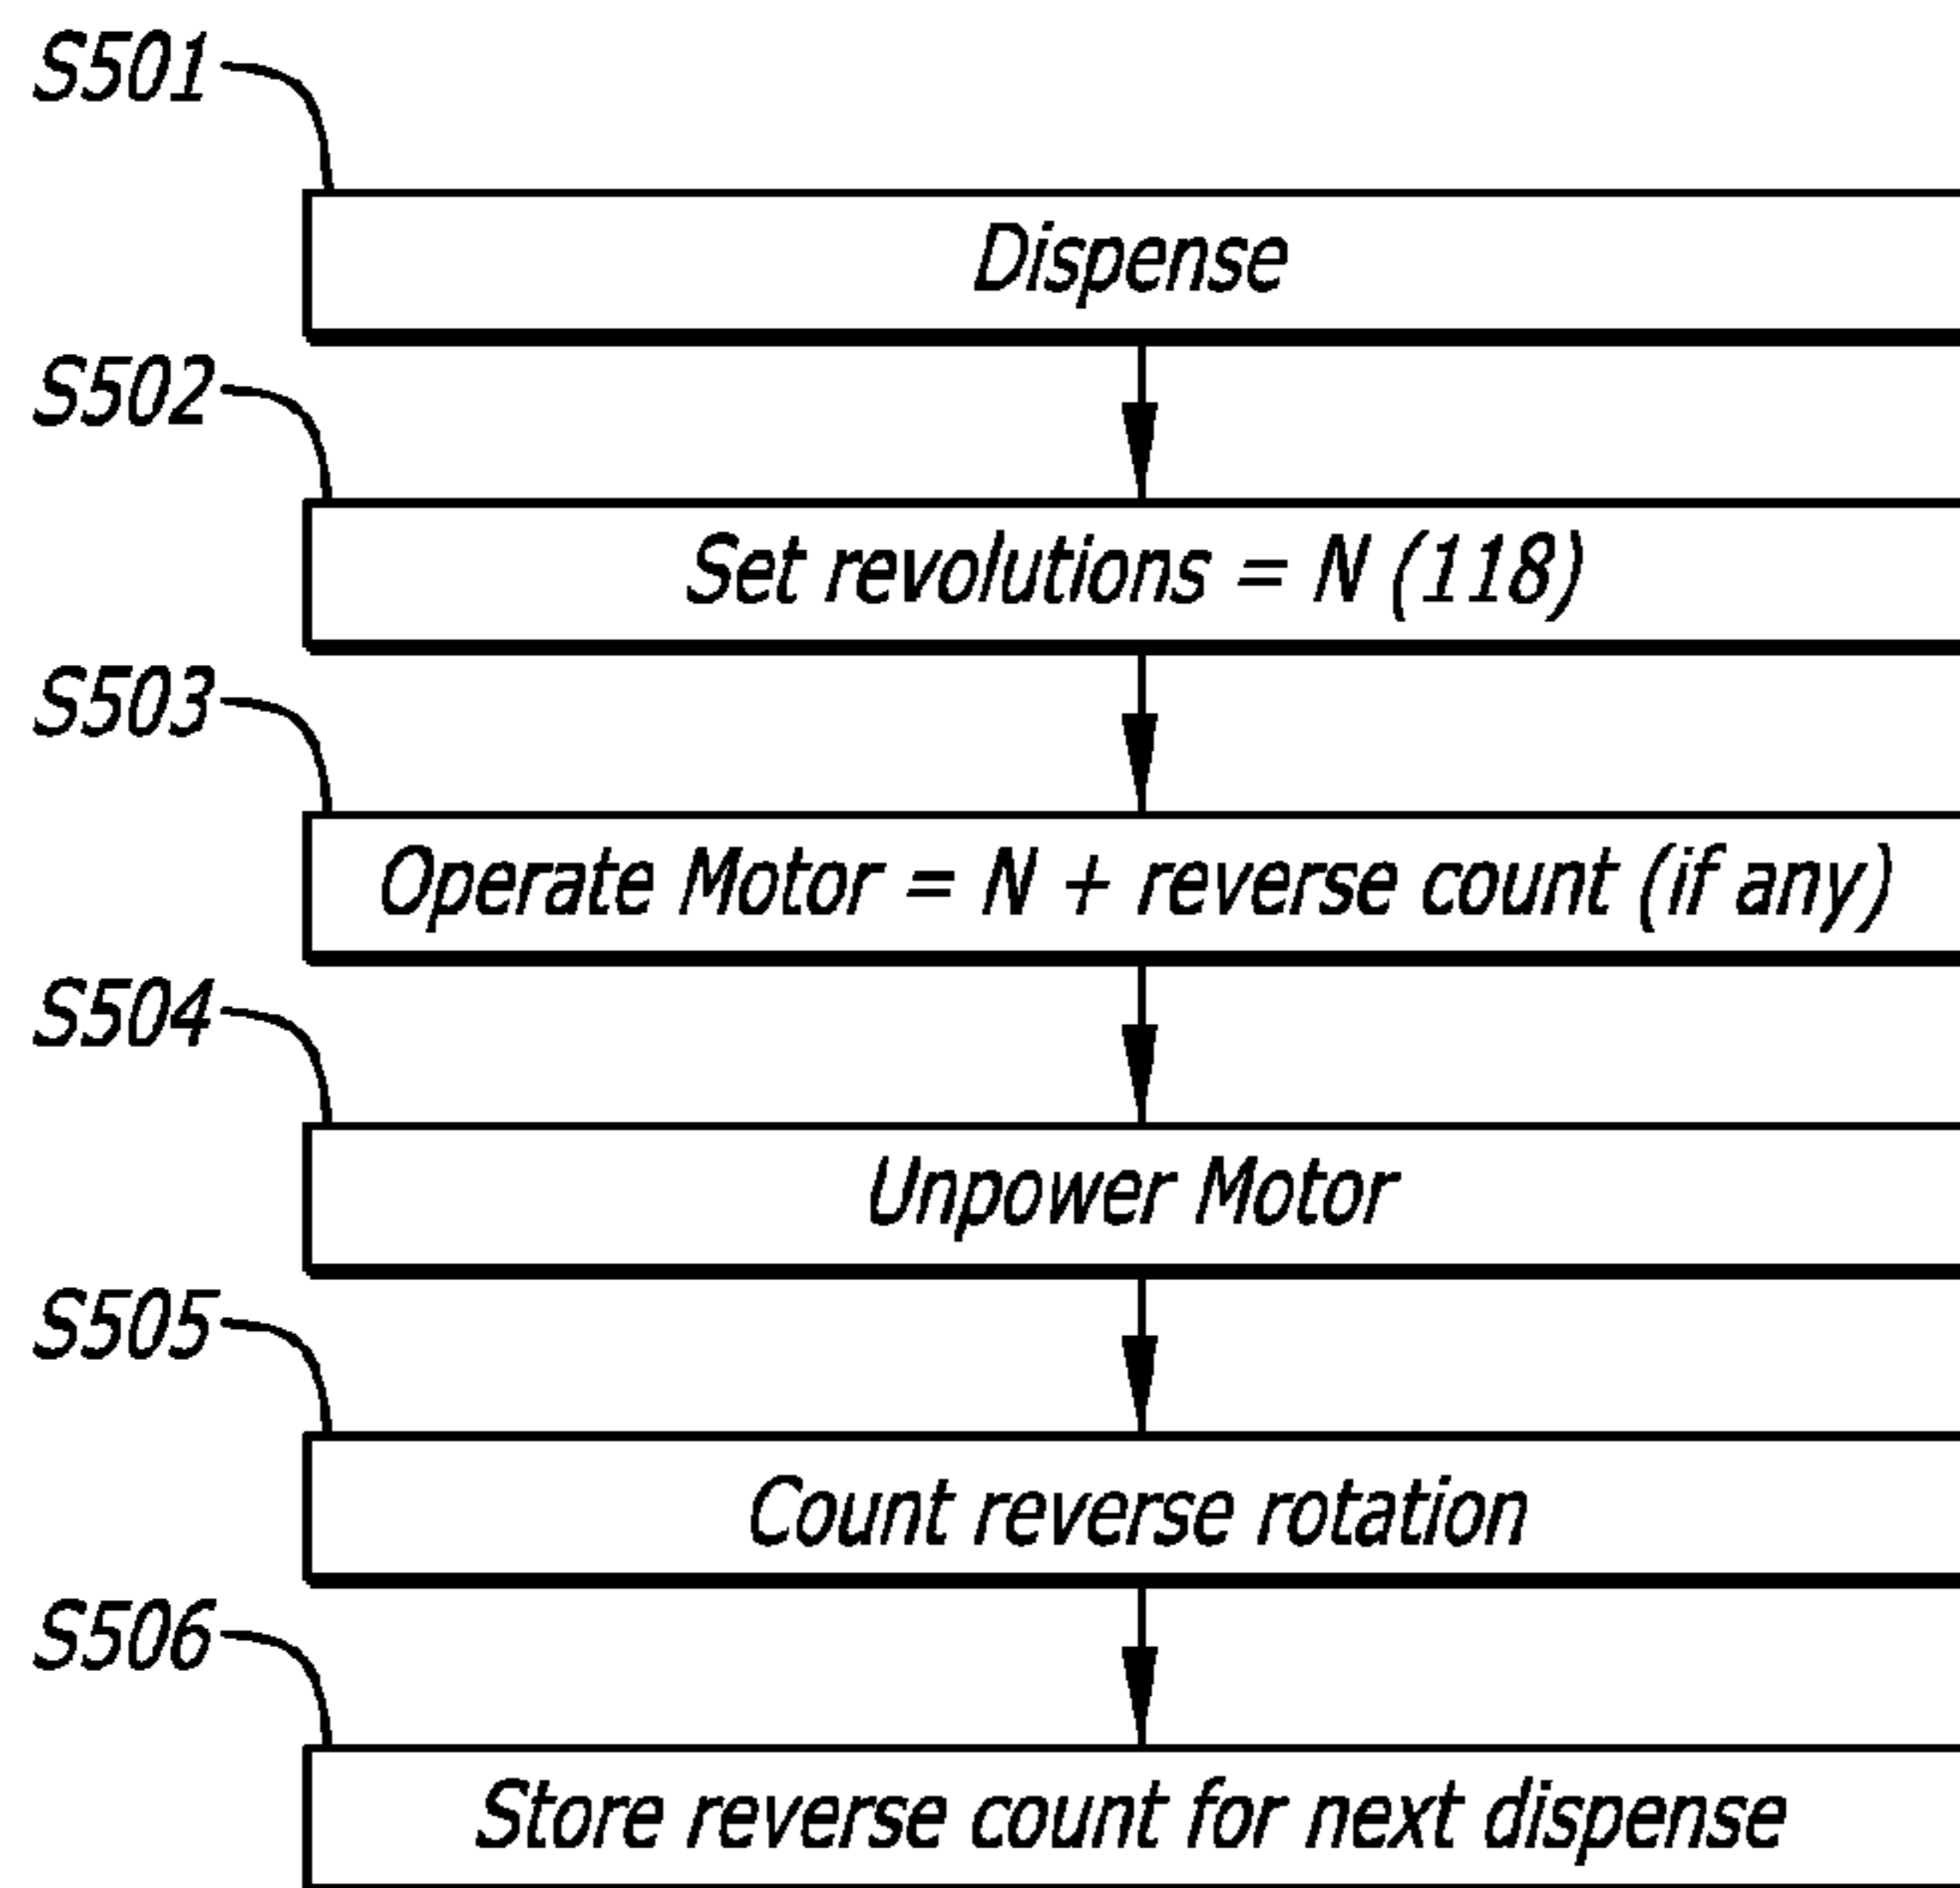 S501
Dispense
S502
Set revolutions = N (118)
S503
Operate Motor = N + reverse count (if any)
S504
Unpower Motor
S505
Count reverse rotation
S506
Store reverse count for next dispense